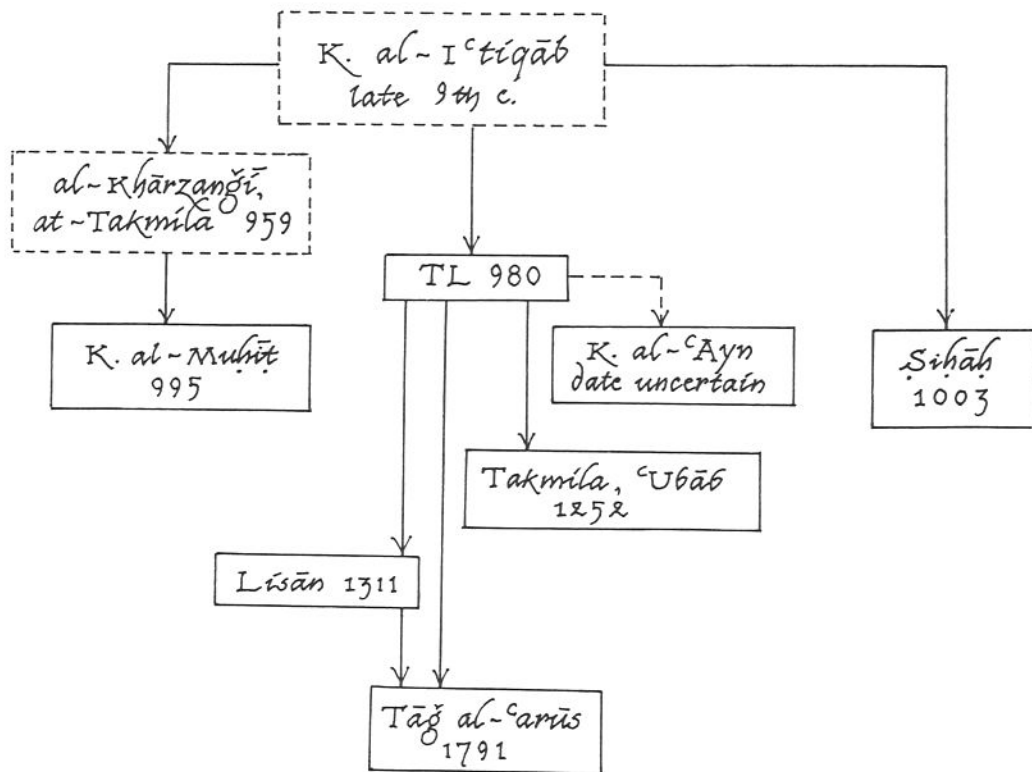 K. al-Iᶜtiqāb
late 9th c.
al-Khārzanǧī,
at-Takmila 959
TL 980
K. al-Muḥīṭ
995
K. al-ᶜAyn
date uncertain
Ṣiḥāḥ
1003
Takmila, ᶜUbāb
1252
Lisān 1311
Tāǧ al-ᶜarūs
1791